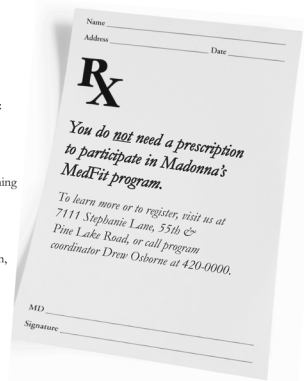 Name
Address
Date
Rx
You do not need a prescription
to participate in Madonna's
MedFit program.
To learn more or to register, visit us at
7111 Stephanie Lane, 55th &
Pine Lake Road, or call program
coordinator Drew Osborne at 420-0000.
MD
Signature